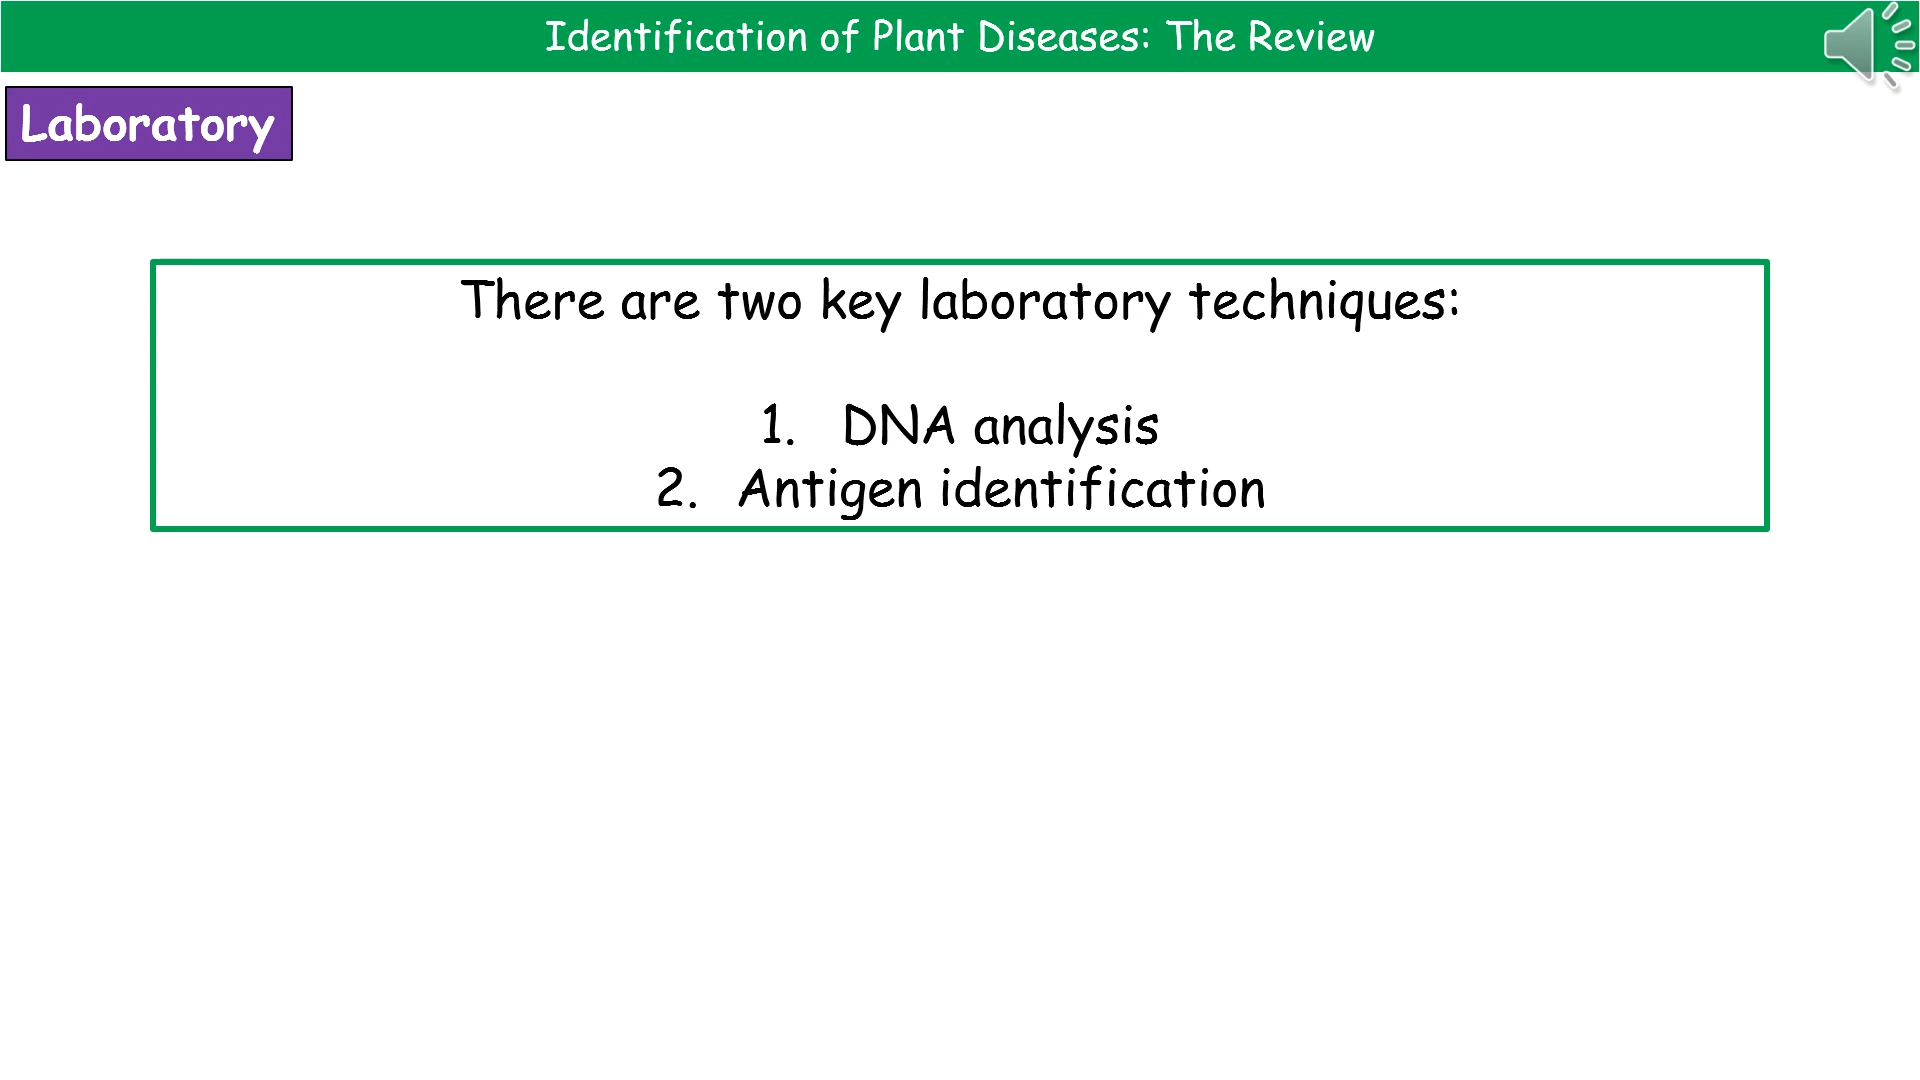 Identification of Plant Diseases: The Review
Laboratory
There are two key laboratory techniques:
1. DNA analysis
2. Antigen identification